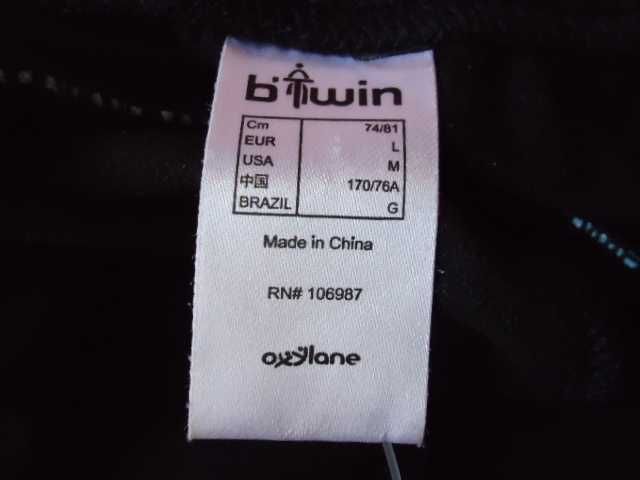 b'twin
Cm 74/81
EUR L
USA M
中国 170/76A
BRAZIL G
Made in China
RN# 106987
oxylane